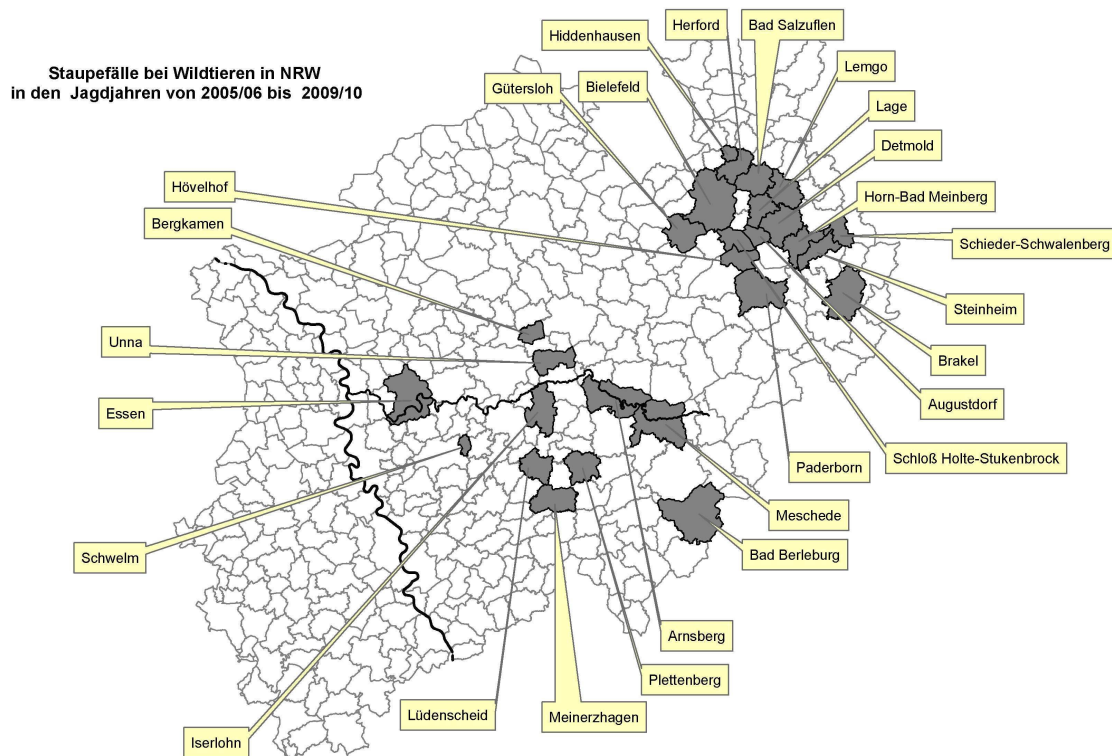 Staupefälle bei Wildtieren in NRW
in den Jagdjahren von 2005/06 bis 2009/10
Herford
Bad Salzuflen
Hiddenhausen
Lemgo
Gütersloh
Bielefeld
Lage
Detmold
Hövelhof
Horn-Bad Meinberg
Bergkamen
Schieder-Schwalenberg
Steinheim
Unna
Brakel
Essen
Augustdorf
Schloß Holte-Stukenbrock
Paderborn
Meschede
Schwelm
Bad Berleburg
Arnsberg
Plettenberg
Lüdenscheid
Meinerzhagen
Iserlohn